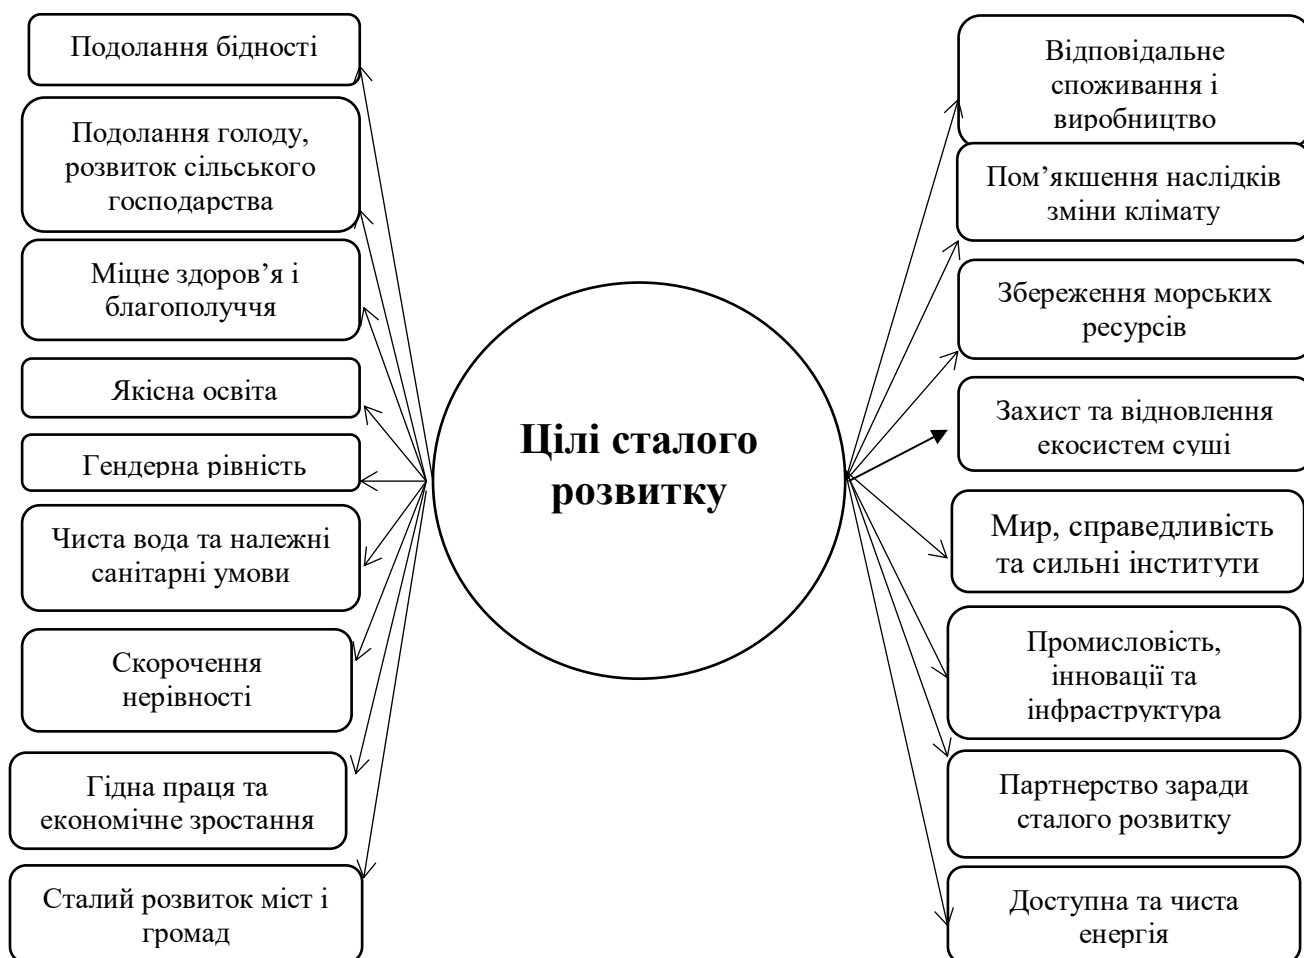 Подолання бідності
Подолання голоду,
розвиток сільського
господарства
Міцне здоров’я і
благополуччя
Якісна освіта
Гендерна рівність
Чиста вода та належні
санітарні умови
Скорочення
нерівності
Гідна праця та
економічне зростання
Сталий розвиток міст і
громад
Цілі сталого
розвитку
Відповідальне
споживання і
виробництво
Пом’якшення наслідків
зміни клімату
Збереження морських
ресурсів
Захист та відновлення
екосистем суші
Мир, справедливість
та сильні інститути
Промисловість,
інновації та
інфраструктура
Партнерство заради
сталого розвитку
Доступна та чиста
енергія